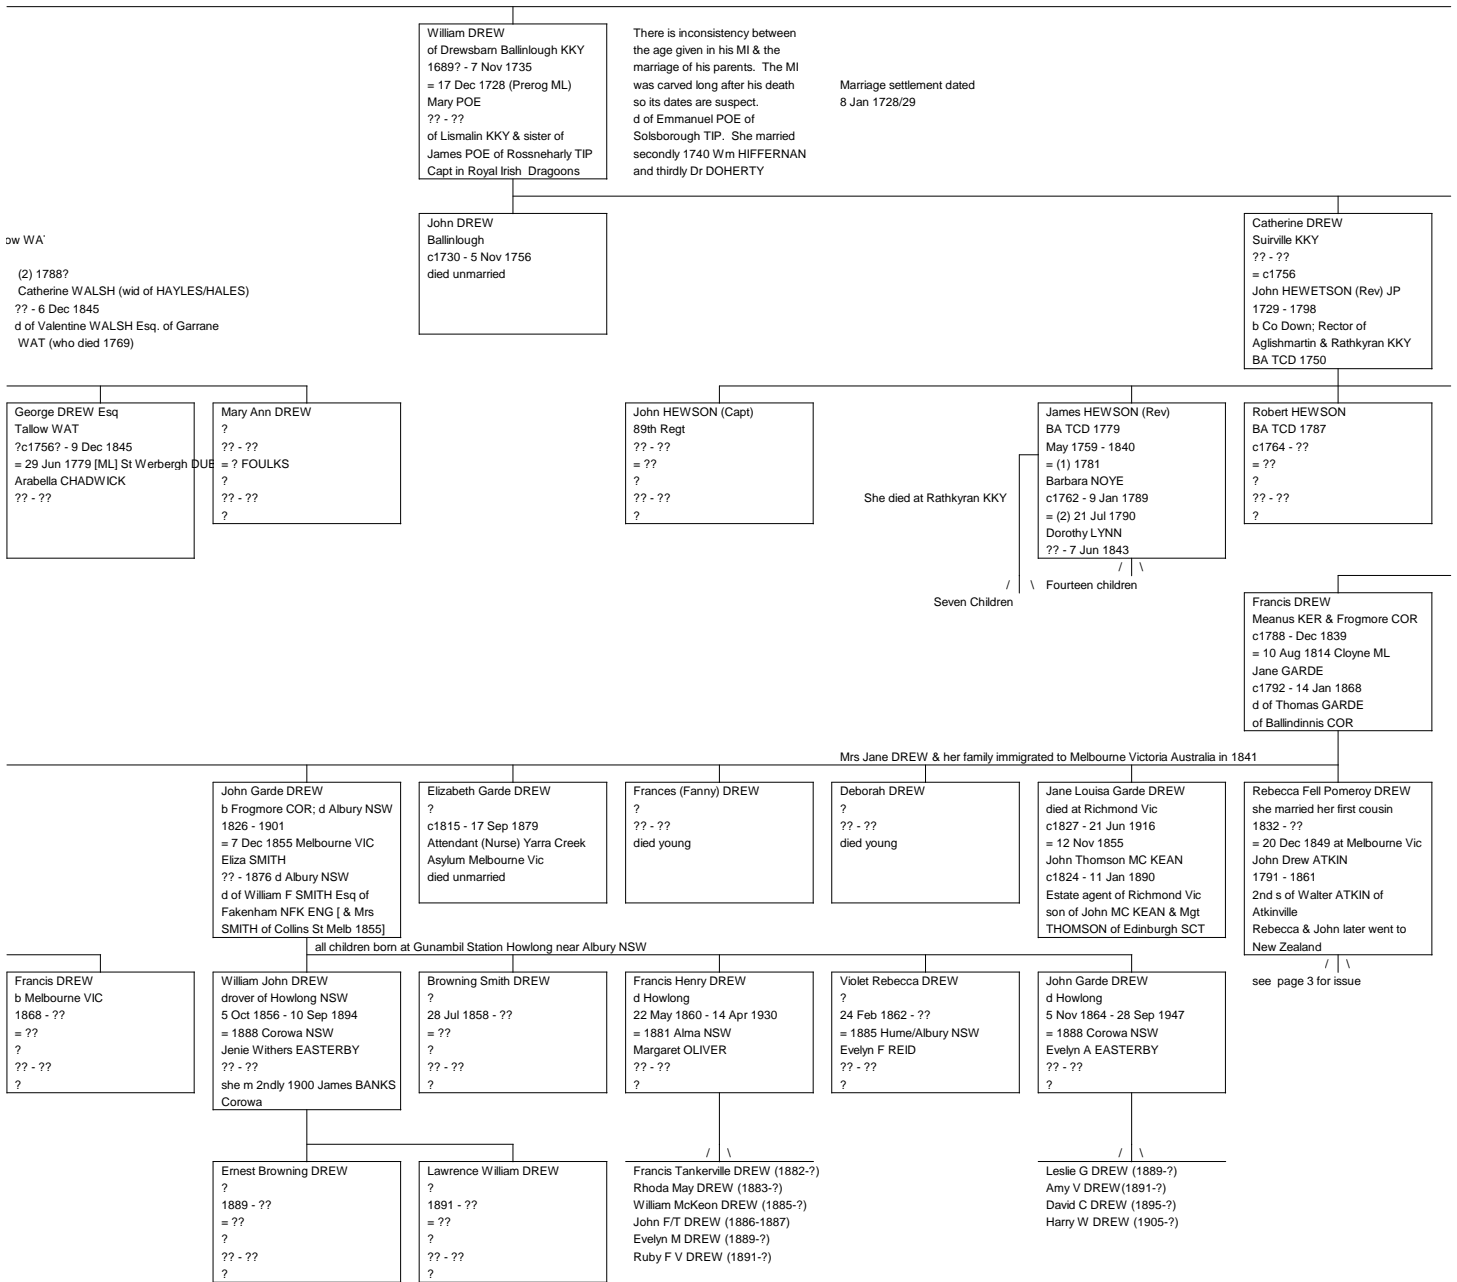 William DREW
of Drewsbarn Ballinlough KKY
1689? - 7 Nov 1735
= 17 Dec 1728 (Prerog ML)
Mary POE
?? - ??
of Lismalin KKY & sister of
James POE of Rossneharly TIP
Capt in Royal Irish Dragoons
There is inconsistency between
the age given in his MI & the
marriage of his parents. The MI
was carved long after his death
so its dates are suspect.
d of Emmanuel POE of
Solsborough TIP. She married
secondly 1740 Wm HIFFERNAN
and thirdly Dr DOHERTY
Marriage settlement dated
8 Jan 1728/29
ow WA
(2) 1788?
Catherine WALSH (wid of HAYLES/HALES)
?? - 6 Dec 1845
d of Valentine WALSH Esq. of Garrane
WAT (who died 1769)
John DREW
Ballinlough
c1730 - 5 Nov 1756
died unmarried
Catherine DREW
Suirville KKY
?? - ??
= c1756
John HEWETSON (Rev) JP
1729 - 1798
b Co Down; Rector of
Aglishmartin & Rathkyran KKY
BA TCD 1750
George DREW Esq
Tallow WAT
?c1756? - 9 Dec 1845
= 29 Jun 1779 [ML] St Werbergh DUB
Arabella CHADWICK
?? - ??
Mary Ann DREW
?
?? - ??
= ? FOULKS
?
?? - ??
?
John HEWSON (Capt)
89th Regt
?? - ??
= ??
?
?? - ??
?
She died at Rathkyran KKY
James HEWSON (Rev)
BA TCD 1779
May 1759 - 1840
= (1) 1781
Barbara NOYE
c1762 - 9 Jan 1789
= (2) 21 Jul 1790
Dorothy LYNN
?? - 7 Jun 1843
Robert HEWSON
BA TCD 1787
c1764 - ??
= ??
?
?? - ??
?
/ \
/ \ Fourteen children
Seven Children
Francis DREW
Meanus KER & Frogmore COR
c1788 - Dec 1839
= 10 Aug 1814 Cloyne ML
Jane GARDE
c1792 - 14 Jan 1868
d of Thomas GARDE
of Ballindinnis COR
Mrs Jane DREW & her family immigrated to Melbourne Victoria Australia in 1841
John Garde DREW
b Frogmore COR; d Albury NSW
1826 - 1901
= 7 Dec 1855 Melbourne VIC
Eliza SMITH
?? - 1876 d Albury NSW
d of William F SMITH Esq of
Fakenham NFK ENG [ & Mrs
SMITH of Collins St Melb 1855]
Elizabeth Garde DREW
?
c1815 - 17 Sep 1879
Attendant (Nurse) Yarra Creek
Asylum Melbourne Vic
died unmarried
Frances (Fanny) DREW
?
?? - ??
died young
Deborah DREW
?
?? - ??
died young
Jane Louisa Garde DREW
died at Richmond Vic
c1827 - 21 Jun 1916
= 12 Nov 1855
John Thomson MC KEAN
c1824 - 11 Jan 1890
Estate agent of Richmond Vic
son of John MC KEAN & Mgt
THOMSON of Edinburgh SCT
Rebecca Fell Pomeroy DREW
she married her first cousin
1832 - ??
= 20 Dec 1849 at Melbourne Vic
John Drew ATKIN
1791 - 1861
2nd s of Walter ATKIN of
Atkinville
Rebecca & John later went to
New Zealand
/ \
see page 3 for issue
all children born at Gunambil Station Howlong near Albury NSW
Francis DREW
b Melbourne VIC
1868 - ??
= ??
?
?? - ??
?
William John DREW
drover of Howlong NSW
5 Oct 1856 - 10 Sep 1894
= 1888 Corowa NSW
Jenie Withers EASTERBY
?? - ??
she m 2ndly 1900 James BANKS
Corowa
Browning Smith DREW
?
28 Jul 1858 - ??
= ??
?
?? - ??
?
Francis Henry DREW
d Howlong
22 May 1860 - 14 Apr 1930
= 1881 Alma NSW
Margaret OLIVER
?? - ??
?
Violet Rebecca DREW
?
24 Feb 1862 - ??
= 1885 Hume/Albury NSW
Evelyn F REID
?? - ??
?
John Garde DREW
d Howlong
5 Nov 1864 - 28 Sep 1947
= 1888 Corowa NSW
Evelyn A EASTERBY
?? - ??
?
Ernest Browning DREW
?
1889 - ??
= ??
?
?? - ??
?
Lawrence William DREW
?
1891 - ??
= ??
?
?? - ??
?
/ \
Francis Tankerville DREW (1882-?)
Rhoda May DREW (1883-?)
William McKeon DREW (1885-?)
John F/T DREW (1886-1887)
Evelyn M DREW (1889-?)
Ruby F V DREW (1891-?)
/ \
Leslie G DREW (1889-?)
Amy V DREW(1891-?)
David C DREW (1895-?)
Harry W DREW (1905-?)